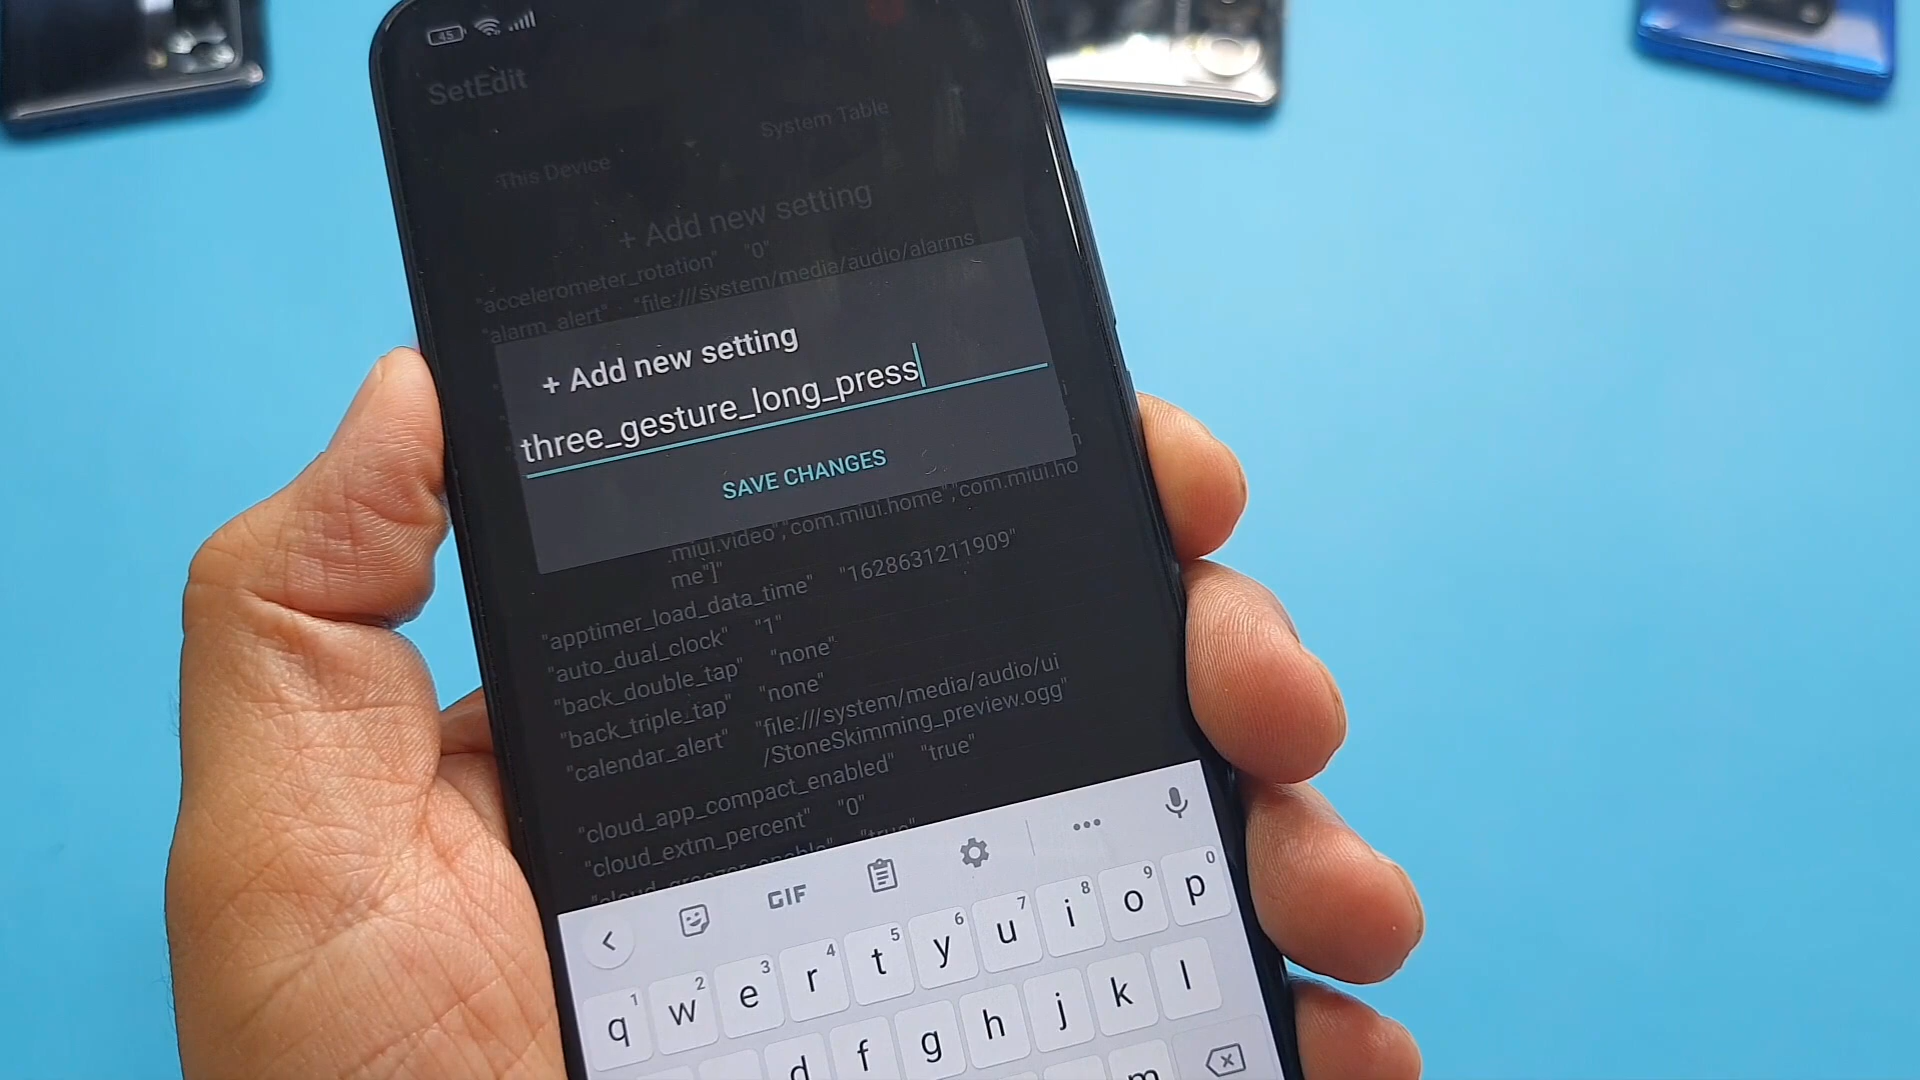 45
SetEdit
System Table
This Device
+ Add new setting
"accelerometer_rotation" "0"
"alarm_alert" "file:///system/media/audio/alarms
+ Add new setting
three_gesture_long_press
SAVE CHANGES
.miui.video","com.miui.home","com.miui.ho
me"]"
"apptimer_load_data_time" "1628631211909"
"auto_dual_clock" "1"
"back_double_tap" "none"
"back_triple_tap" "none"
"calendar_alert" "file:///system/media/audio/ui
/StoneSkimming_preview.ogg"
"cloud_app_compact_enabled" "true"
"cloud_extm_percent" "0"
GIF
1 2 3 4 5 6 7 8 9 0
q w e r t y u i o p
d f g h j k l
m